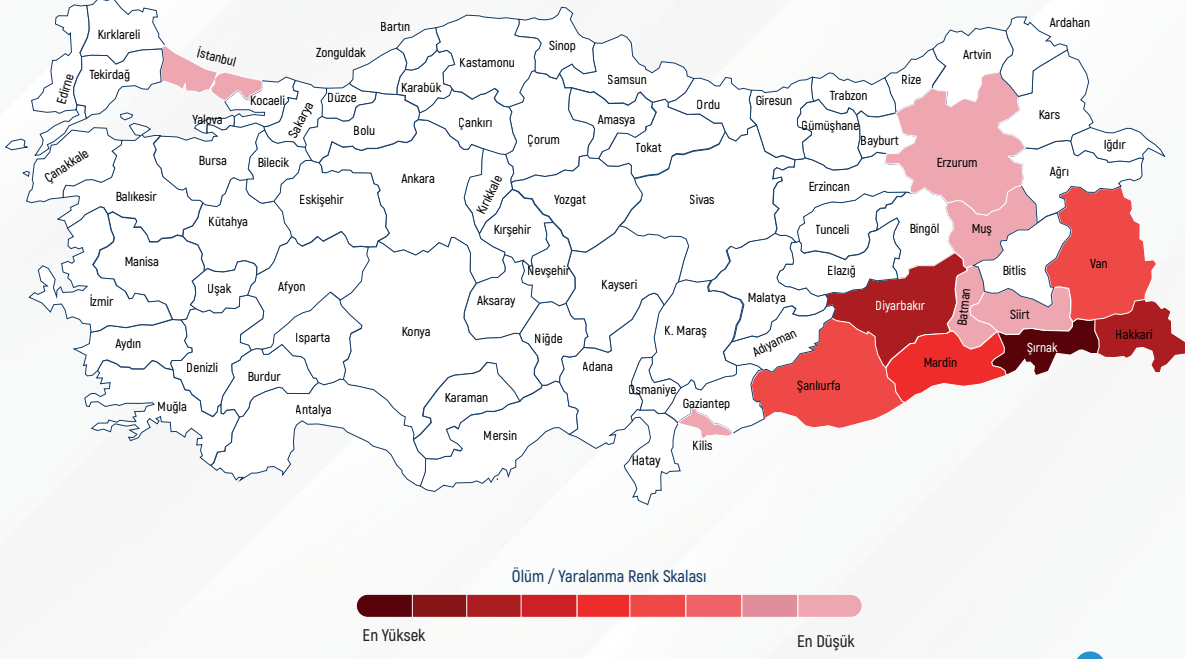 Bartın
Ardahan
Kırklareli
Sinop
İstanbul
Zonguldak
Artvin
Kastamonu
Tekirdağ
Samsun
Rize
Edirne
Karabük
Trabzon
Düzce
Kocaeli
Ordu
Giresun
Kars
Yalova
Sakarya
Amasya
Çankırı
Gümüşhane
Bolu
Çorum
Bayburt
Iğdır
Tokat
Bursa
Bilecik
Erzurum
Çanakkale
Ağrı
Ankara
Erzincan
Balıkesir
Kırıkkale
Eskişehir
Yozgat
Sivas
Kütahya
Kırşehir
Tunceli
Bingöl
Muş
Manisa
Van
Nevşehir
Elazığ
Bitlis
Uşak
Afyon
Kayseri
İzmir
Aksaray
Malatya
Diyarbakır
Batman
Siirt
Konya
K. Maraş
Isparta
Niğde
Hakkari
Aydın
Adıyaman
Şırnak
Denizli
Adana
Mardin
Burdur
Şanlıurfa
Osmaniye
Karaman
Gaziantep
Muğla
Antalya
Mersin
Kilis
Hatay
Ölüm / Yaralanma Renk Skalası
En Yüksek
En Düşük